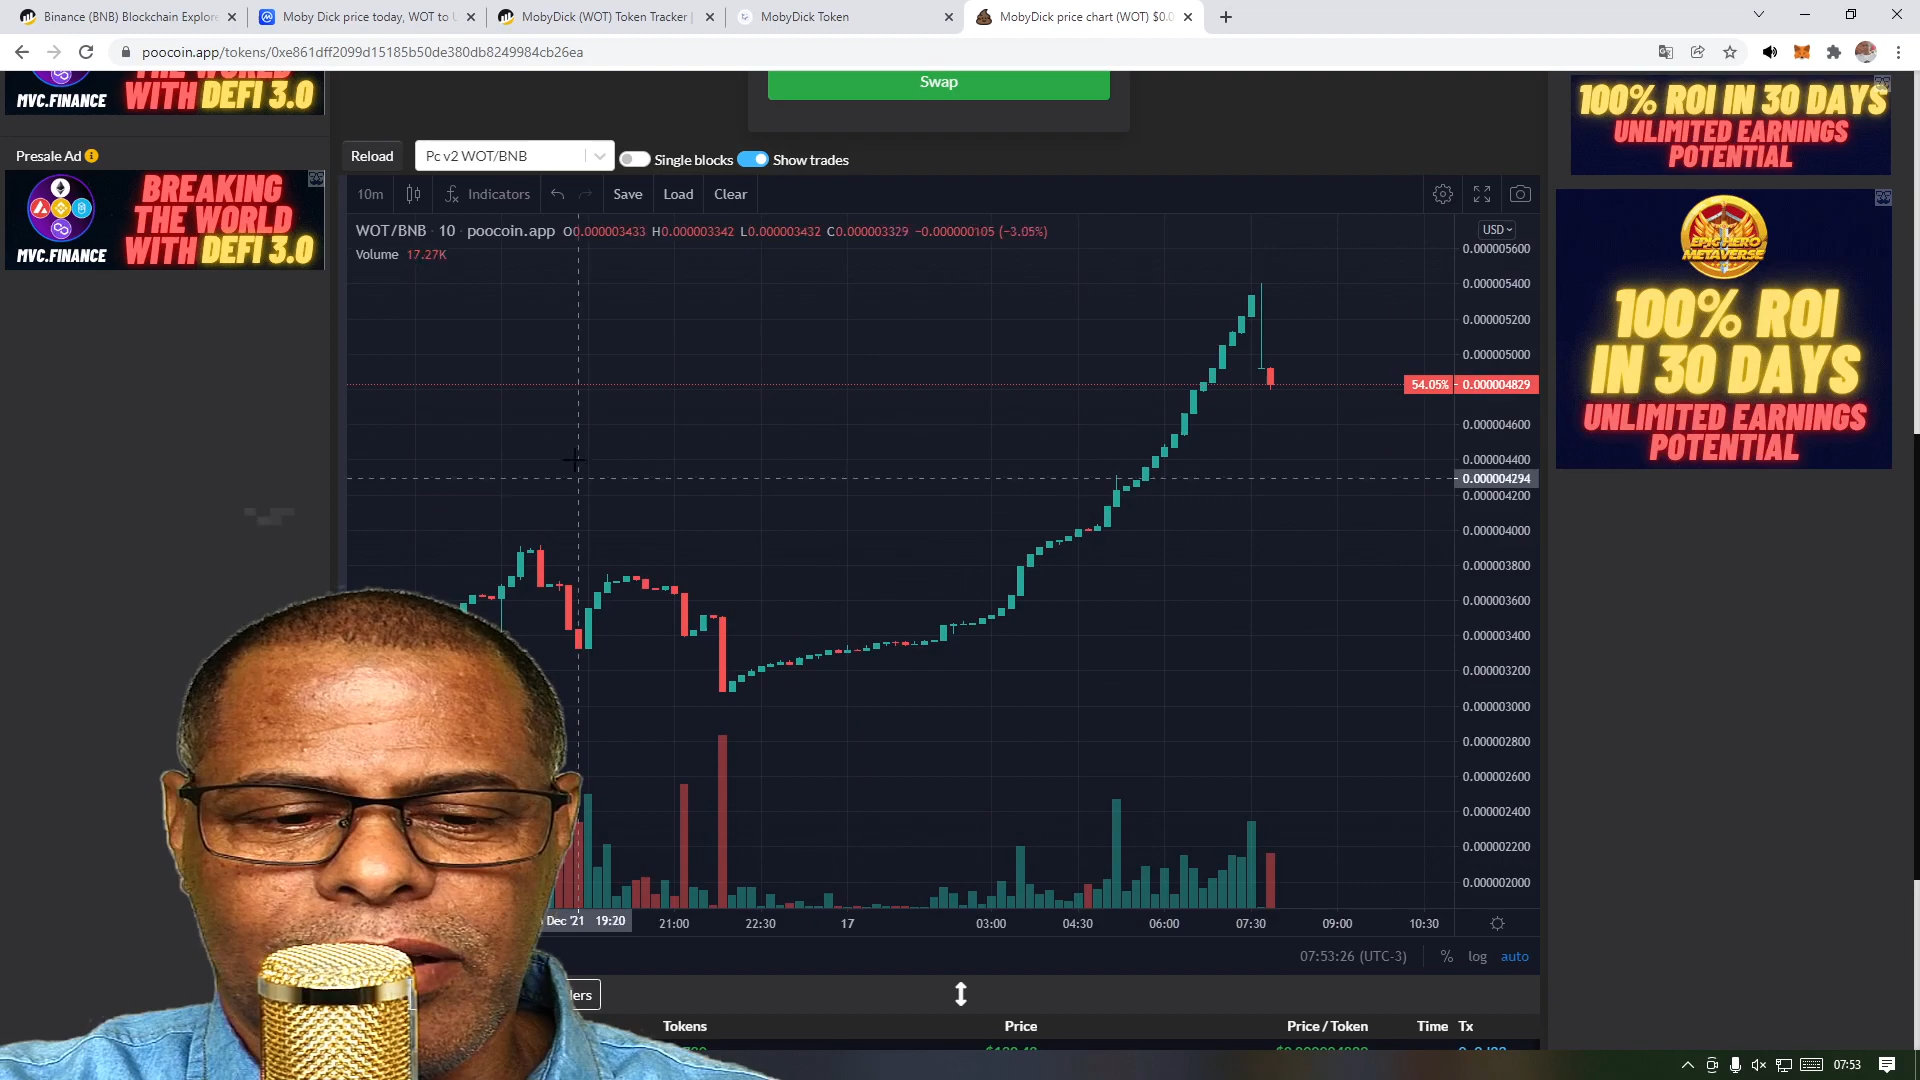 Binance (BNB) Blockchain Explore
Moby Dick price today, WOT to U
MobyDick (WOT) Token Tracker |
MobyDick Token
MobyDick price chart (WOT) $0.0
poocoin.app/tokens/0xe861dff2099d15185b50de380db8249984cb26ea
MVC.FINANCE
THE WORLD
WITH DEFI 3.0
Presale Ad
MVC.FINANCE
BREAKING
THE WORLD
WITH DEFI 3.0
Swap
Reload
Pc v2 WOT/BNB
Single blocks
Show trades
10m
Indicators
Save
Load
Clear
WOT/BNB · 10 · poocoin.app O0.000003433 H0.000003342 L0.000003432 C0.000003329 −0.000000105 (−3.05%)
Volume 17.27K
USD
0.000005600
0.000005400
0.000005200
0.000005000
54.05% 0.000004829
0.000004600
0.000004400
0.000004294
0.000004200
0.000004000
0.000003800
0.000003600
0.000003400
0.000003200
0.000003000
0.000002800
0.000002600
0.000002400
0.000002200
0.000002000
Dec '21 19:20
21:00
22:30
17
03:00
04:30
06:00
07:30
09:00
10:30
07:53:26 (UTC-3)
%
log
auto
ders
Tokens
Price
Price / Token
Time
Tx
100% ROI IN 30 DAYS
UNLIMITED EARNINGS
POTENTIAL
EPIC HERO
METAVERSE
100% ROI
IN 30 DAYS
UNLIMITED EARNINGS
POTENTIAL
07:53